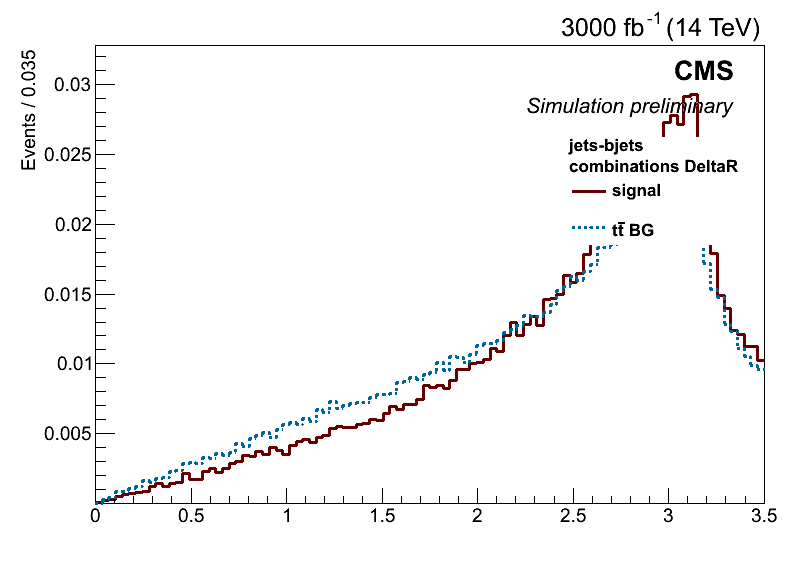 3000 fb⁻¹ (14 TeV)
CMS
Simulation preliminary
Events / 0.035
jets-bjets
combinations DeltaR
signal
tt̄ BG
0.03
0.025
0.02
0.015
0.01
0.005
0 0.5 1 1.5 2 2.5 3 3.5